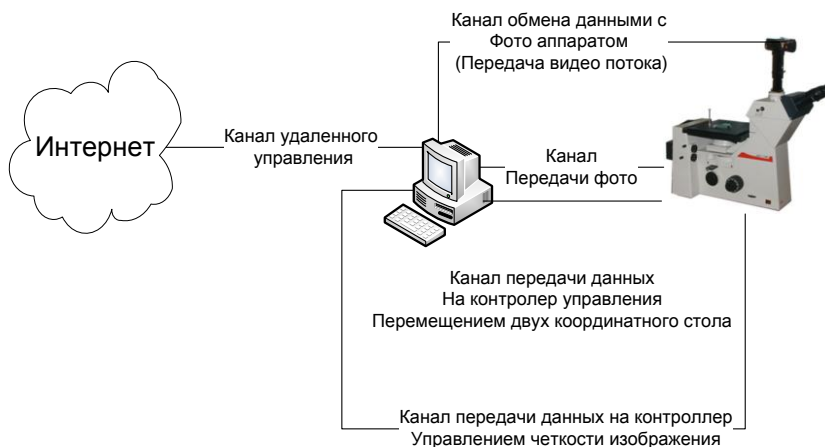 Канал обмена данными с
Фото аппаратом
(Передача видео потока)
Интернет
Канал удаленного
управления
Канал
Передачи фото
Канал передачи данных
На контролер управления
Перемещением двух координатного стола
Канал передачи данных на контроллер
Управлением четкости изображения